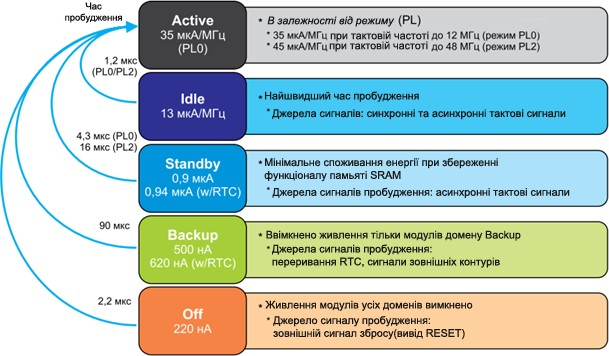 Час
пробудження
Active
35 мкА/МГц
(PL0)
* В залежності від режиму (PL)
* 35 мкА/МГц при тактовій частоті до 12 МГц (режим PL0)
* 45 мкА/МГц при тактовій частоті до 48 МГц (режим PL2)
1,2 мкс
(PL0/PL2)
Idle
13 мкА/МГц
* Найшвидший час пробудження
* Джерела сигналів: синхронні та асинхронні тактові сигнали
4,3 мкс (PL0)
16 мкс (PL2)
Standby
0,9 мкА
0,94 мкА (w/RTC)
* Мінімальне споживання енергії при збереженні
функціоналу памьяті SRAM
* Джерела сигналів пробудження: асинхронні тактові сигнали
90 мкс
Backup
500 нА
620 нА (w/RTC)
* Ввімкнено живлення тільки модулів домену Backup
* Джерела сигналів пробудження:
переривання RTC, сигнали зовнішніх контурів
2,2 мкс
Off
220 нА
* Живлення модулів усіх доменів вимкнено
* Джерело сигналу пробудження:
зовнішній сигнал збросу(вивід RESET)